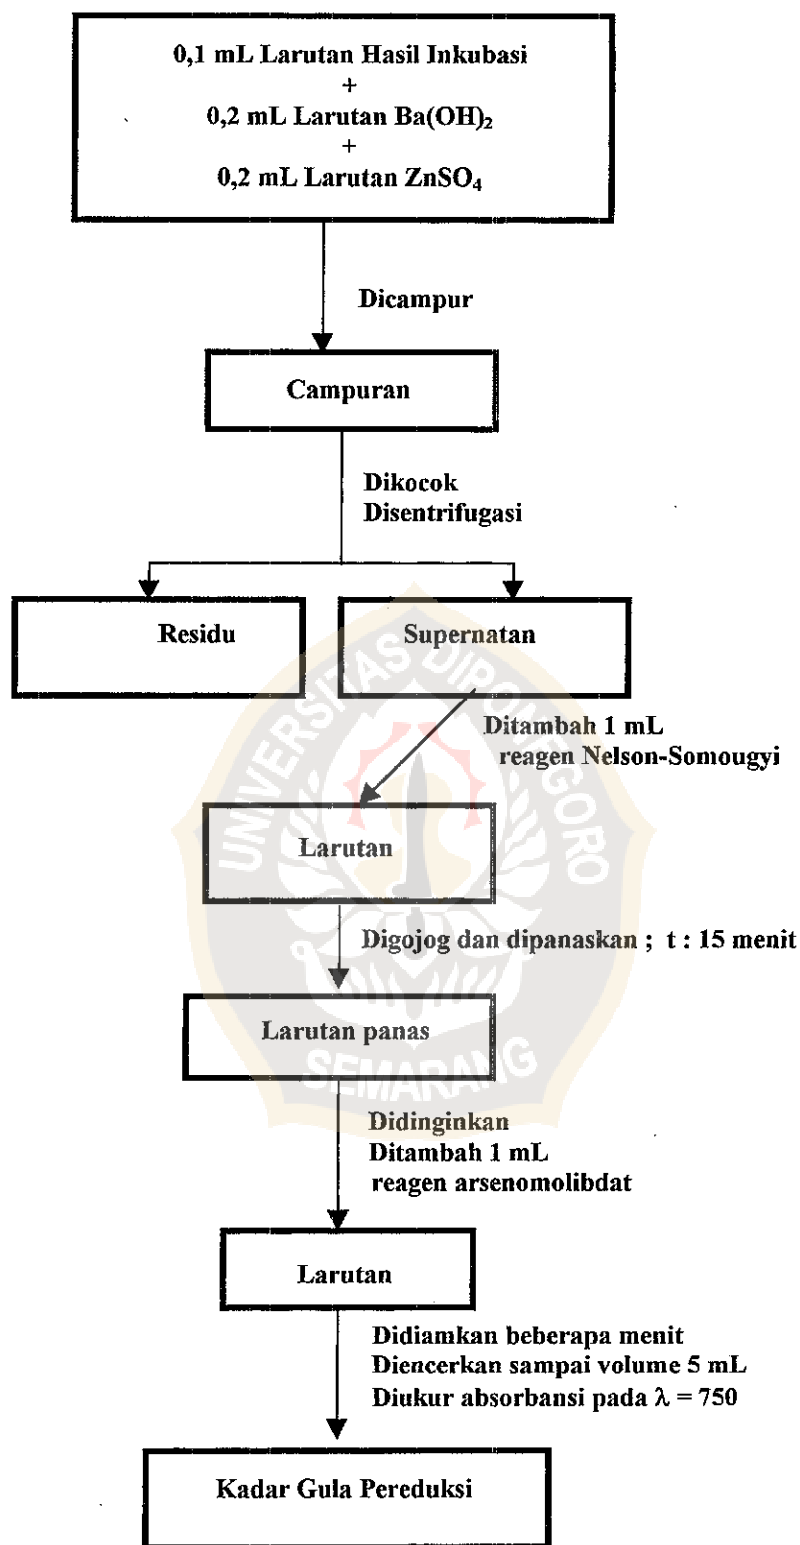 0,1 mL Larutan Hasil Inkubasi
+
0,2 mL Larutan Ba(OH)₂
+
0,2 mL Larutan ZnSO₄
Dicampur
Campuran
Dikocok
Disentrifugasi
Residu
Supernatan
Ditambah 1 mL
reagen Nelson-Somougyi
Larutan
Digojog dan dipanaskan ; t : 15 menit
Larutan panas
Didinginkan
Ditambah 1 mL
reagen arsenomolibdat
Larutan
Didiamkan beberapa menit
Diencerkan sampai volume 5 mL
Diukur absorbansi pada λ = 750
Kadar Gula Pereduksi
UNIVERSITAS DIPONEGORO
SEMARANG